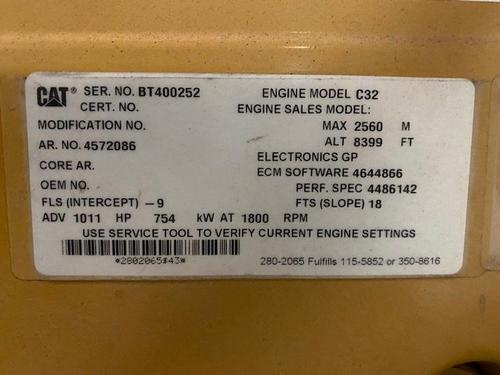 CAT® SER. NO. BT400252 ENGINE MODEL C32
CERT. NO. ENGINE SALES MODEL:
MODIFICATION NO. MAX 2560 M
AR. NO. 4572086 ALT 8399 FT
ELECTRONICS GP
CORE AR. ECM SOFTWARE 4644866
OEM NO. PERF. SPEC 4486142
FLS (INTERCEPT) -9 FTS (SLOPE) 18
ADV 1011 HP 754 kW AT 1800 RPM
USE SERVICE TOOL TO VERIFY CURRENT ENGINE SETTINGS
*2802065#43* 280-2065 Fulfills 115-5852 or 350-8616